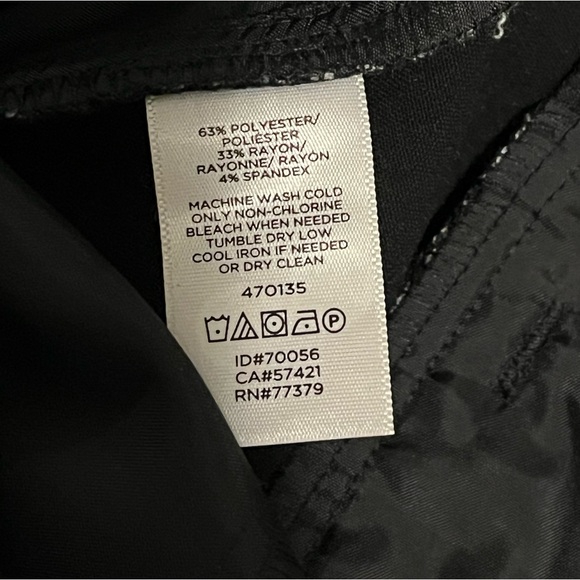 63% POLYESTER/
POLIÉSTER
33% RAYON/
RAYONNE/ RAYON
4% SPANDEX
MACHINE WASH COLD
ONLY NON-CHLORINE
BLEACH WHEN NEEDED
TUMBLE DRY LOW
COOL IRON IF NEEDED
OR DRY CLEAN
470135
P
ID#70056
CA#57421
RN#77379